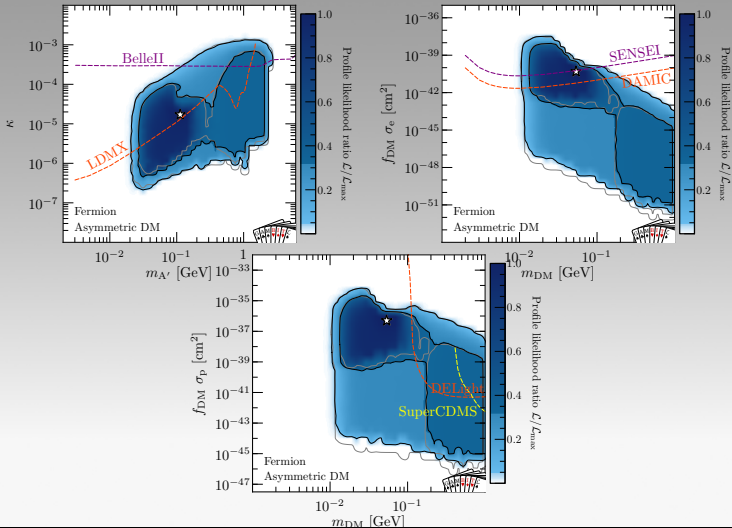 10⁻³
10⁻⁴
10⁻⁵
10⁻⁶
10⁻⁷
κ
BelleII
LDMX
Fermion
Asymmetric DM
10⁻²
10⁻¹
1
m_A′ [GeV]
1.0
0.8
0.6
0.4
0.2
Profile likelihood ratio ℒ/ℒ_max
10⁻³⁶
10⁻³⁹
10⁻⁴²
10⁻⁴⁵
10⁻⁴⁸
10⁻⁵¹
f_DM σ_e [cm²]
SENSEI
DAMIC
Fermion
Asymmetric DM
10⁻²
10⁻¹
m_DM [GeV]
1.0
0.8
0.6
0.4
0.2
Profile likelihood ratio ℒ/ℒ_max
10⁻³³
10⁻³⁵
10⁻³⁷
10⁻³⁹
10⁻⁴¹
10⁻⁴³
10⁻⁴⁵
10⁻⁴⁷
f_DM σ_p [cm²]
DELight
SuperCDMS
Fermion
Asymmetric DM
10⁻²
10⁻¹
m_DM [GeV]
1.0
0.8
0.6
0.4
0.2
Profile likelihood ratio ℒ/ℒ_max